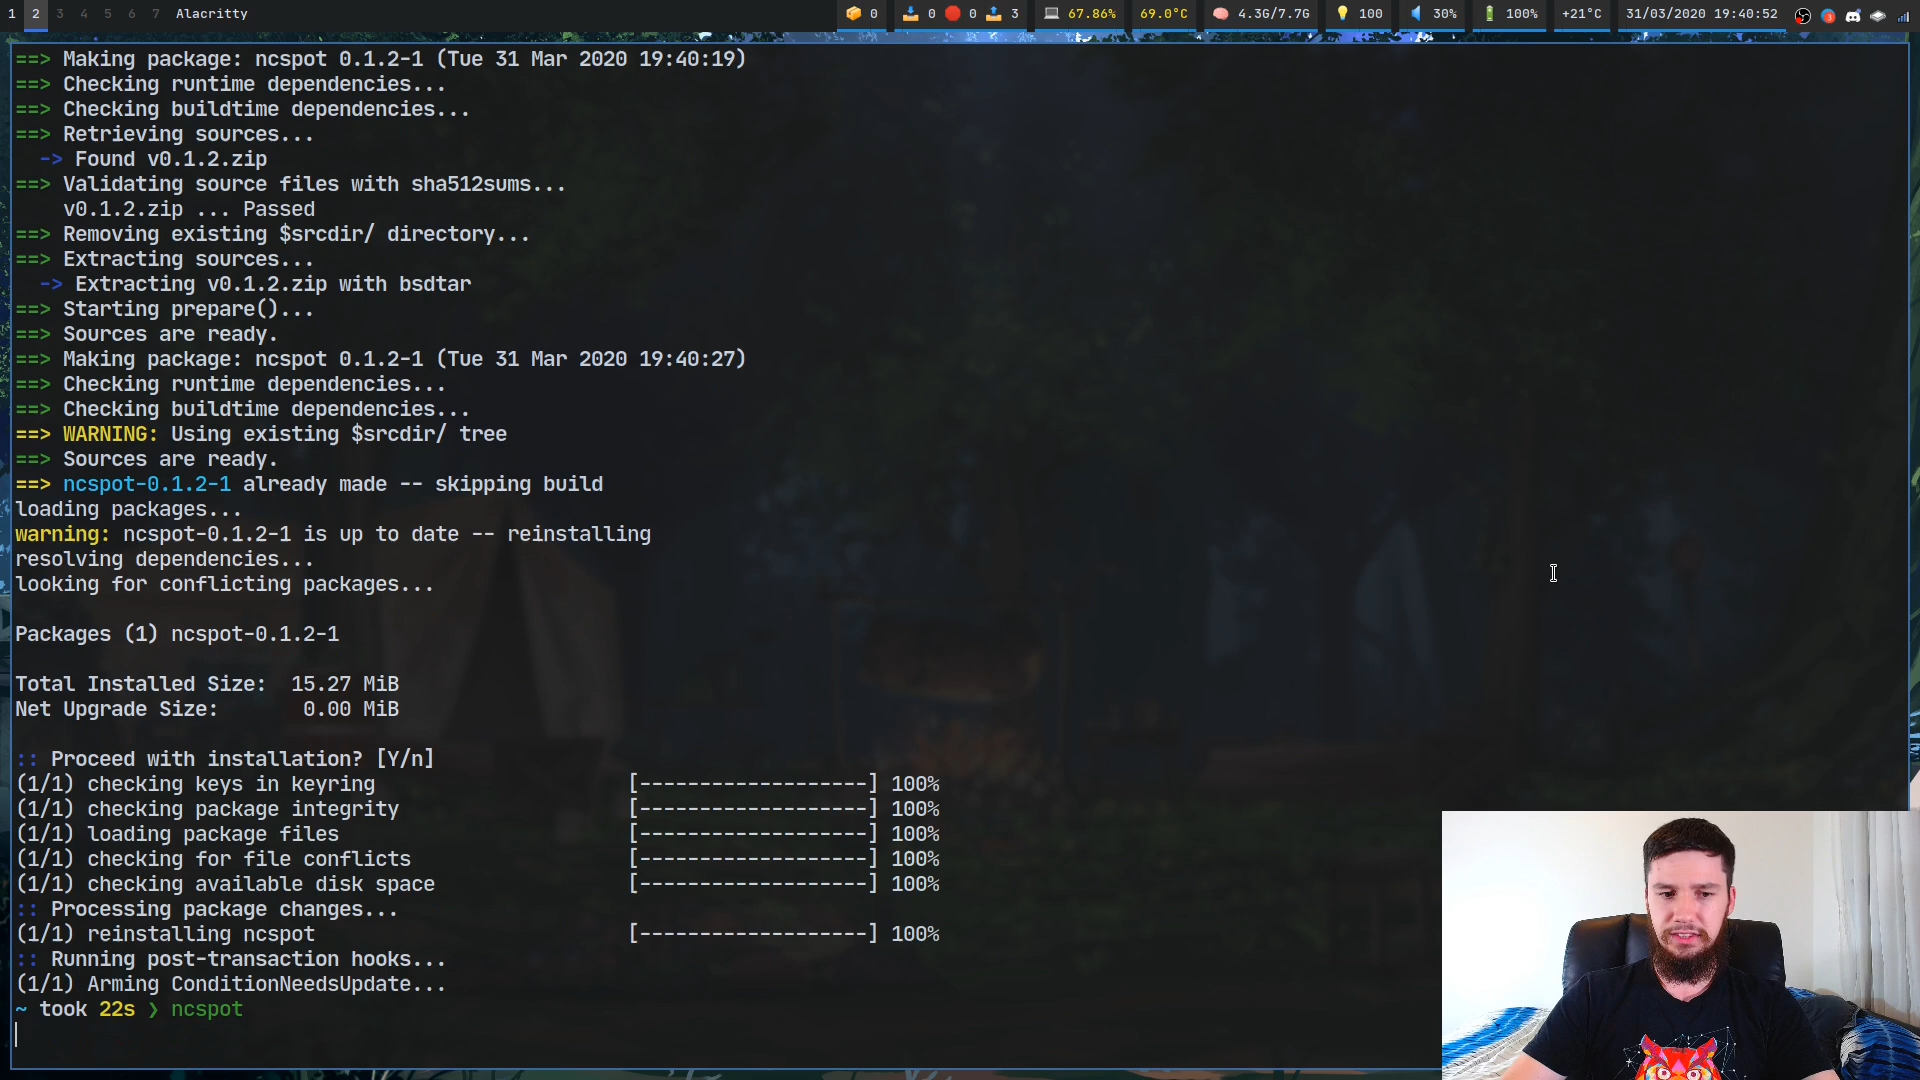 1 2 3 4 5 6 7 Alacritty 0 0 0 3 67.86% 69.0°C 4.3G/7.7G 100 30% 100% +21°C 31/03/2020 19:40:52 3
==> Making package: ncspot 0.1.2-1 (Tue 31 Mar 2020 19:40:19)
==> Checking runtime dependencies...
==> Checking buildtime dependencies...
==> Retrieving sources...
-> Found v0.1.2.zip
==> Validating source files with sha512sums...
v0.1.2.zip ... Passed
==> Removing existing $srcdir/ directory...
==> Extracting sources...
-> Extracting v0.1.2.zip with bsdtar
==> Starting prepare()...
==> Sources are ready.
==> Making package: ncspot 0.1.2-1 (Tue 31 Mar 2020 19:40:27)
==> Checking runtime dependencies...
==> Checking buildtime dependencies...
==> WARNING: Using existing $srcdir/ tree
==> Sources are ready.
==> ncspot-0.1.2-1 already made -- skipping build
loading packages...
warning: ncspot-0.1.2-1 is up to date -- reinstalling
resolving dependencies...
looking for conflicting packages...
Packages (1) ncspot-0.1.2-1
Total Installed Size:  15.27 MiB
Net Upgrade Size:       0.00 MiB
:: Proceed with installation? [Y/n]
(1/1) checking keys in keyring [-------------------] 100%
(1/1) checking package integrity [-------------------] 100%
(1/1) loading package files [-------------------] 100%
(1/1) checking for file conflicts [-------------------] 100%
(1/1) checking available disk space [-------------------] 100%
:: Processing package changes...
(1/1) reinstalling ncspot [-------------------] 100%
:: Running post-transaction hooks...
(1/1) Arming ConditionNeedsUpdate...
~ took 22s ❯ ncspot